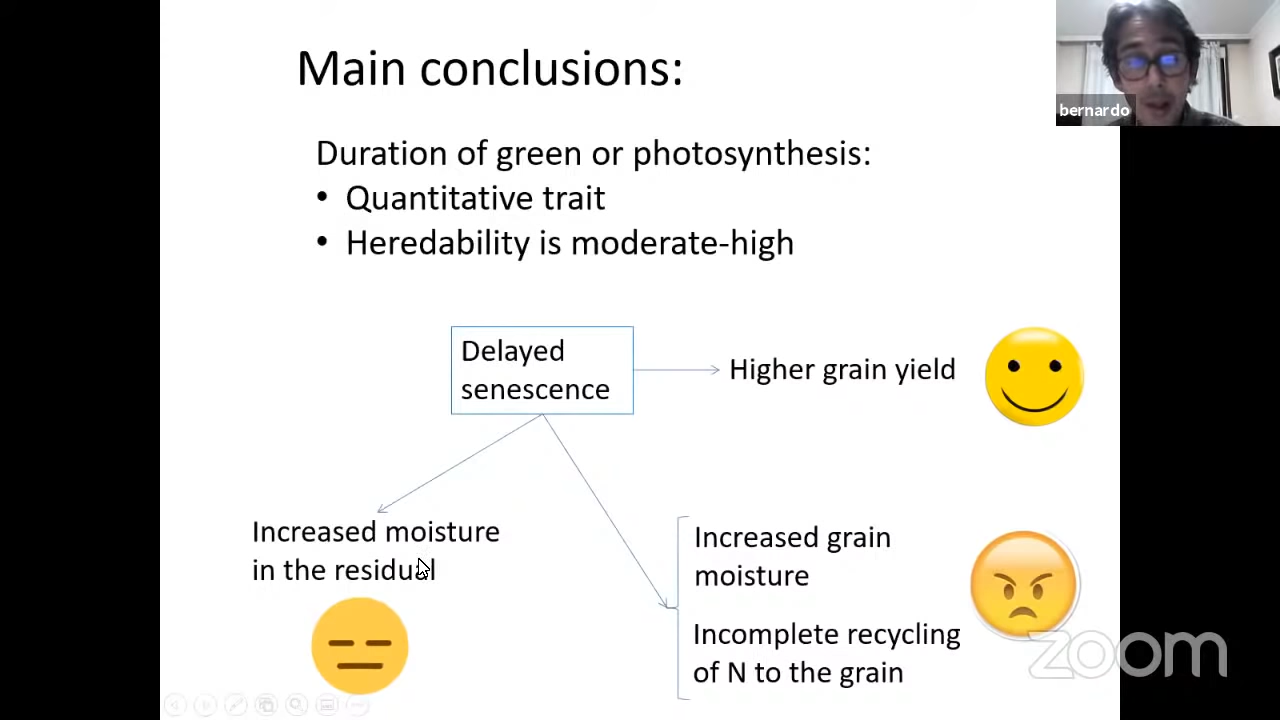 Main conclusions:
bernardo
Duration of green or photosynthesis:
• Quantitative trait
• Heredability is moderate-high
Delayed
senescence
Higher grain yield
Increased moisture
in the residual
Increased grain
moisture
Incomplete recycling
of N to the grain
zoom